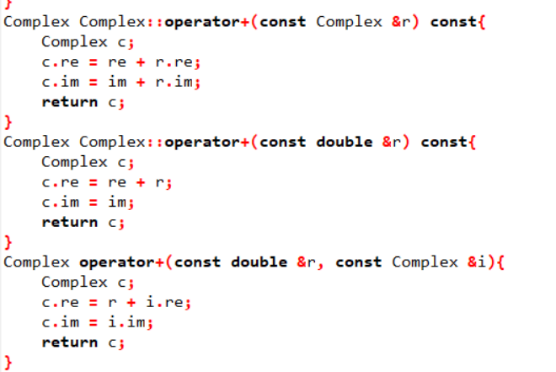 }
Complex Complex::operator+(const Complex &r) const{
    Complex c;
    c.re = re + r.re;
    c.im = im + r.im;
    return c;
}
Complex Complex::operator+(const double &r) const{
    Complex c;
    c.re = re + r;
    c.im = im;
    return c;
}
Complex operator+(const double &r, const Complex &i){
    Complex c;
    c.re = r + i.re;
    c.im = i.im;
    return c;
}